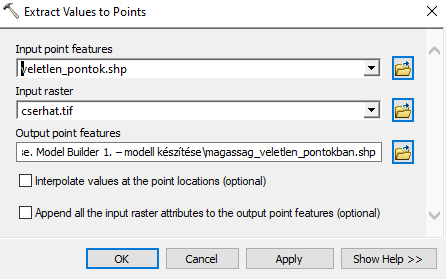 Extract Values to Points
Input point features
veletlen_pontok.shp
Input raster
cserhat.tif
Output point features
e. Model Builder 1. – modell készítése\magassag_veletlen_pontokban.shp
Interpolate values at the point locations (optional)
Append all the input raster attributes to the output point features (optional)
OK Cancel Apply Show Help >>